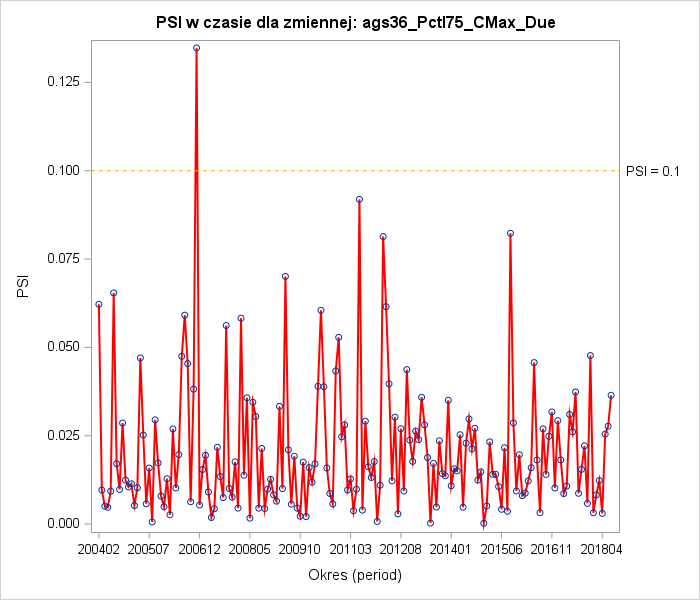 PSI w czasie dla zmiennej: ags36_Pctl75_CMax_Due
0.125
0.100
PSI = 0.1
0.075
PSI
0.050
0.025
0.000
200402 200507 200612 200805 200910 201103 201208 201401 201506 201611 201804
Okres (period)